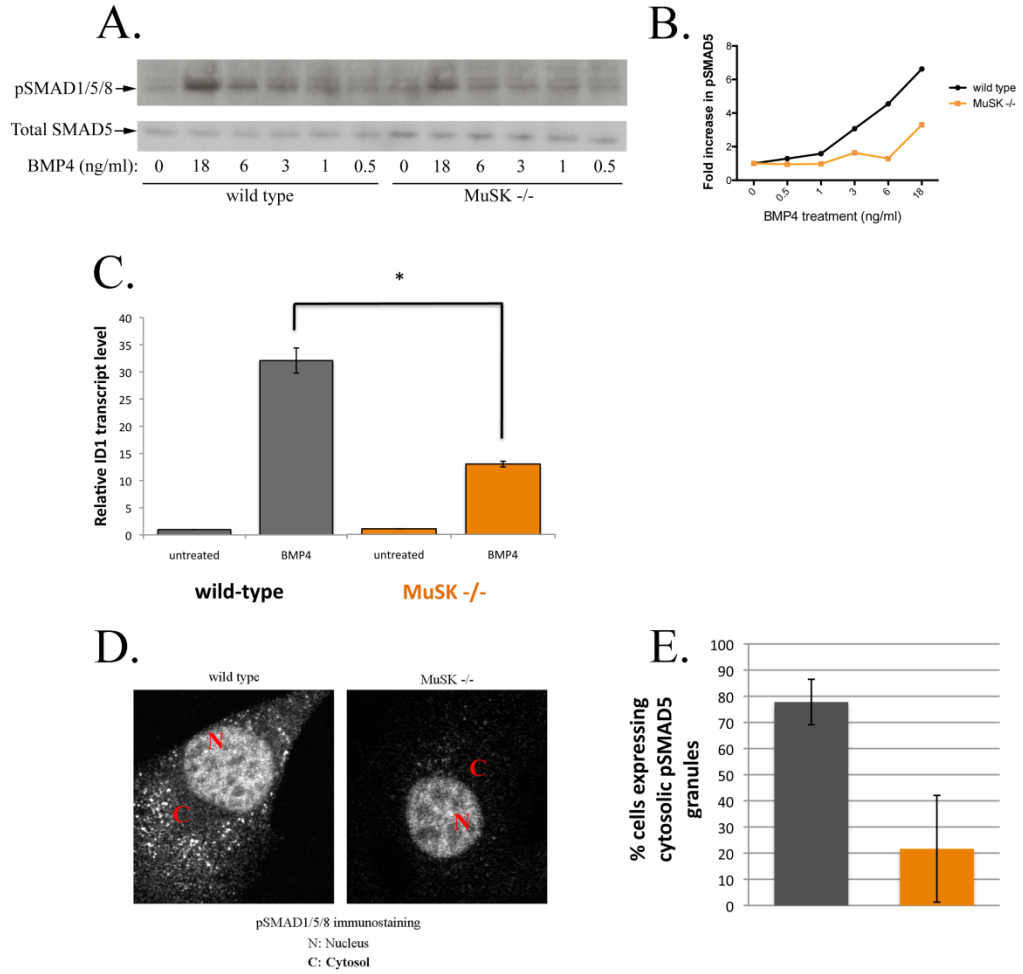 A.
pSMAD1/5/8
Total SMAD5
BMP4 (ng/ml): 0 18 6 3 1 0.5 0 18 6 3 1 0.5
wild type MuSK -/-
B.
Fold increase in pSMAD5
8
6
4
2
0
0 0.5 1 3 6 18
BMP4 treatment (ng/ml)
wild type
MuSK -/-
C.
*
Relative ID1 transcript level
40
35
30
25
20
15
10
5
0
untreated BMP4 untreated BMP4
wild-type MuSK -/-
D.
wild type MuSK -/-
N
C
C
N
pSMAD1/5/8 immunostaining
N: Nucleus
C: Cytosol
E.
% cells expressing
cytosolic pSMAD5
granules
100
90
80
70
60
50
40
30
20
10
0